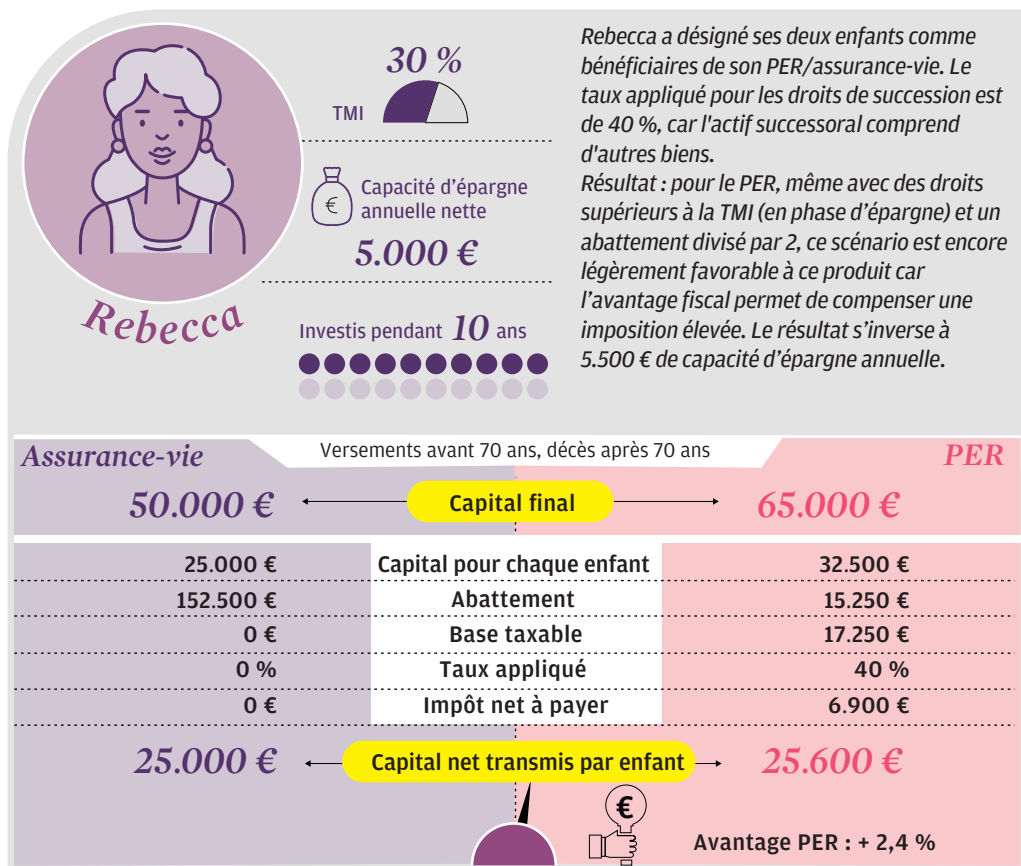 30 %
TMI
Capacité d'épargne
annuelle nette
5.000 €
€
Rebecca
Investis pendant 10 ans
Rebecca a désigné ses deux enfants comme
bénéficiaires de son PER/assurance-vie. Le
taux appliqué pour les droits de succession est
de 40 %, car l'actif successoral comprend
d'autres biens.
Résultat : pour le PER, même avec des droits
supérieurs à la TMI (en phase d'épargne) et un
abattement divisé par 2, ce scénario est encore
légèrement favorable à ce produit car
l'avantage fiscal permet de compenser une
imposition élevée. Le résultat s'inverse à
5.500 € de capacité d'épargne annuelle.
Assurance-vie Versements avant 70 ans, décès après 70 ans PER
50.000 € Capital final 65.000 €
25.000 € Capital pour chaque enfant 32.500 €
152.500 € Abattement 15.250 €
0 € Base taxable 17.250 €
0 % Taux appliqué 40 %
0 € Impôt net à payer 6.900 €
25.000 € Capital net transmis par enfant 25.600 €
€
Avantage PER : + 2,4 %